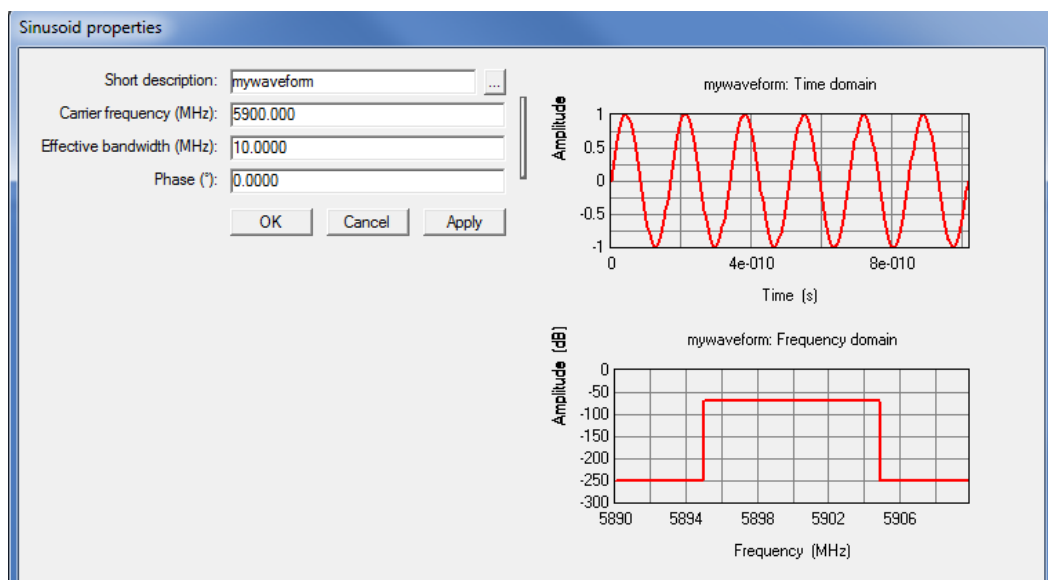 Sinusoid properties
Short description: mywaveform ...
Carrier frequency (MHz): 5900.000
Effective bandwidth (MHz): 10.0000
Phase (°): 0.0000
OK Cancel Apply
mywaveform: Time domain
Amplitude
1
0.5
0
-0.5
-1
0 4e-010 8e-010
Time (s)
mywaveform: Frequency domain
Amplitude (dB)
0
-50
-100
-150
-200
-250
-300
5890 5894 5898 5902 5906
Frequency (MHz)